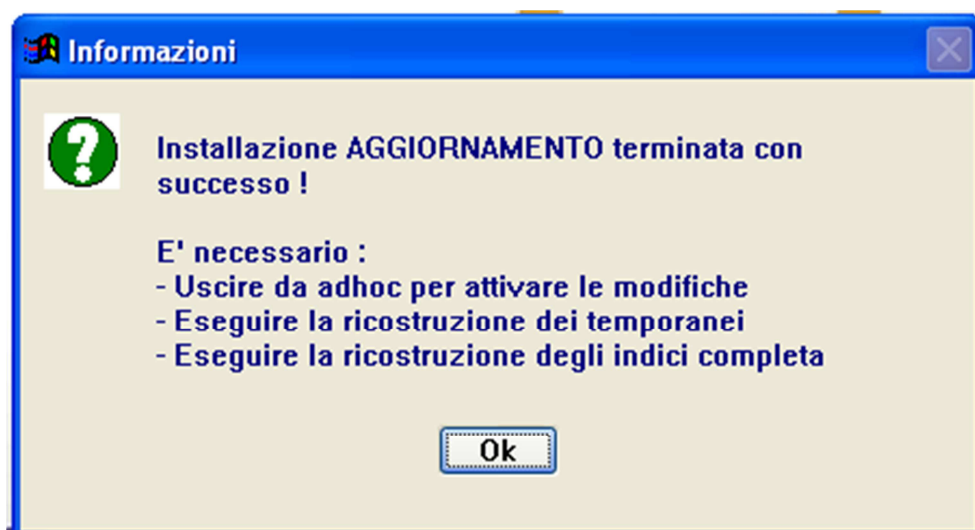 Informazioni
Installazione AGGIORNAMENTO terminata con
successo !
E' necessario :
- Uscire da adhoc per attivare le modifiche
- Eseguire la ricostruzione dei temporanei
- Eseguire la ricostruzione degli indici completa
Ok